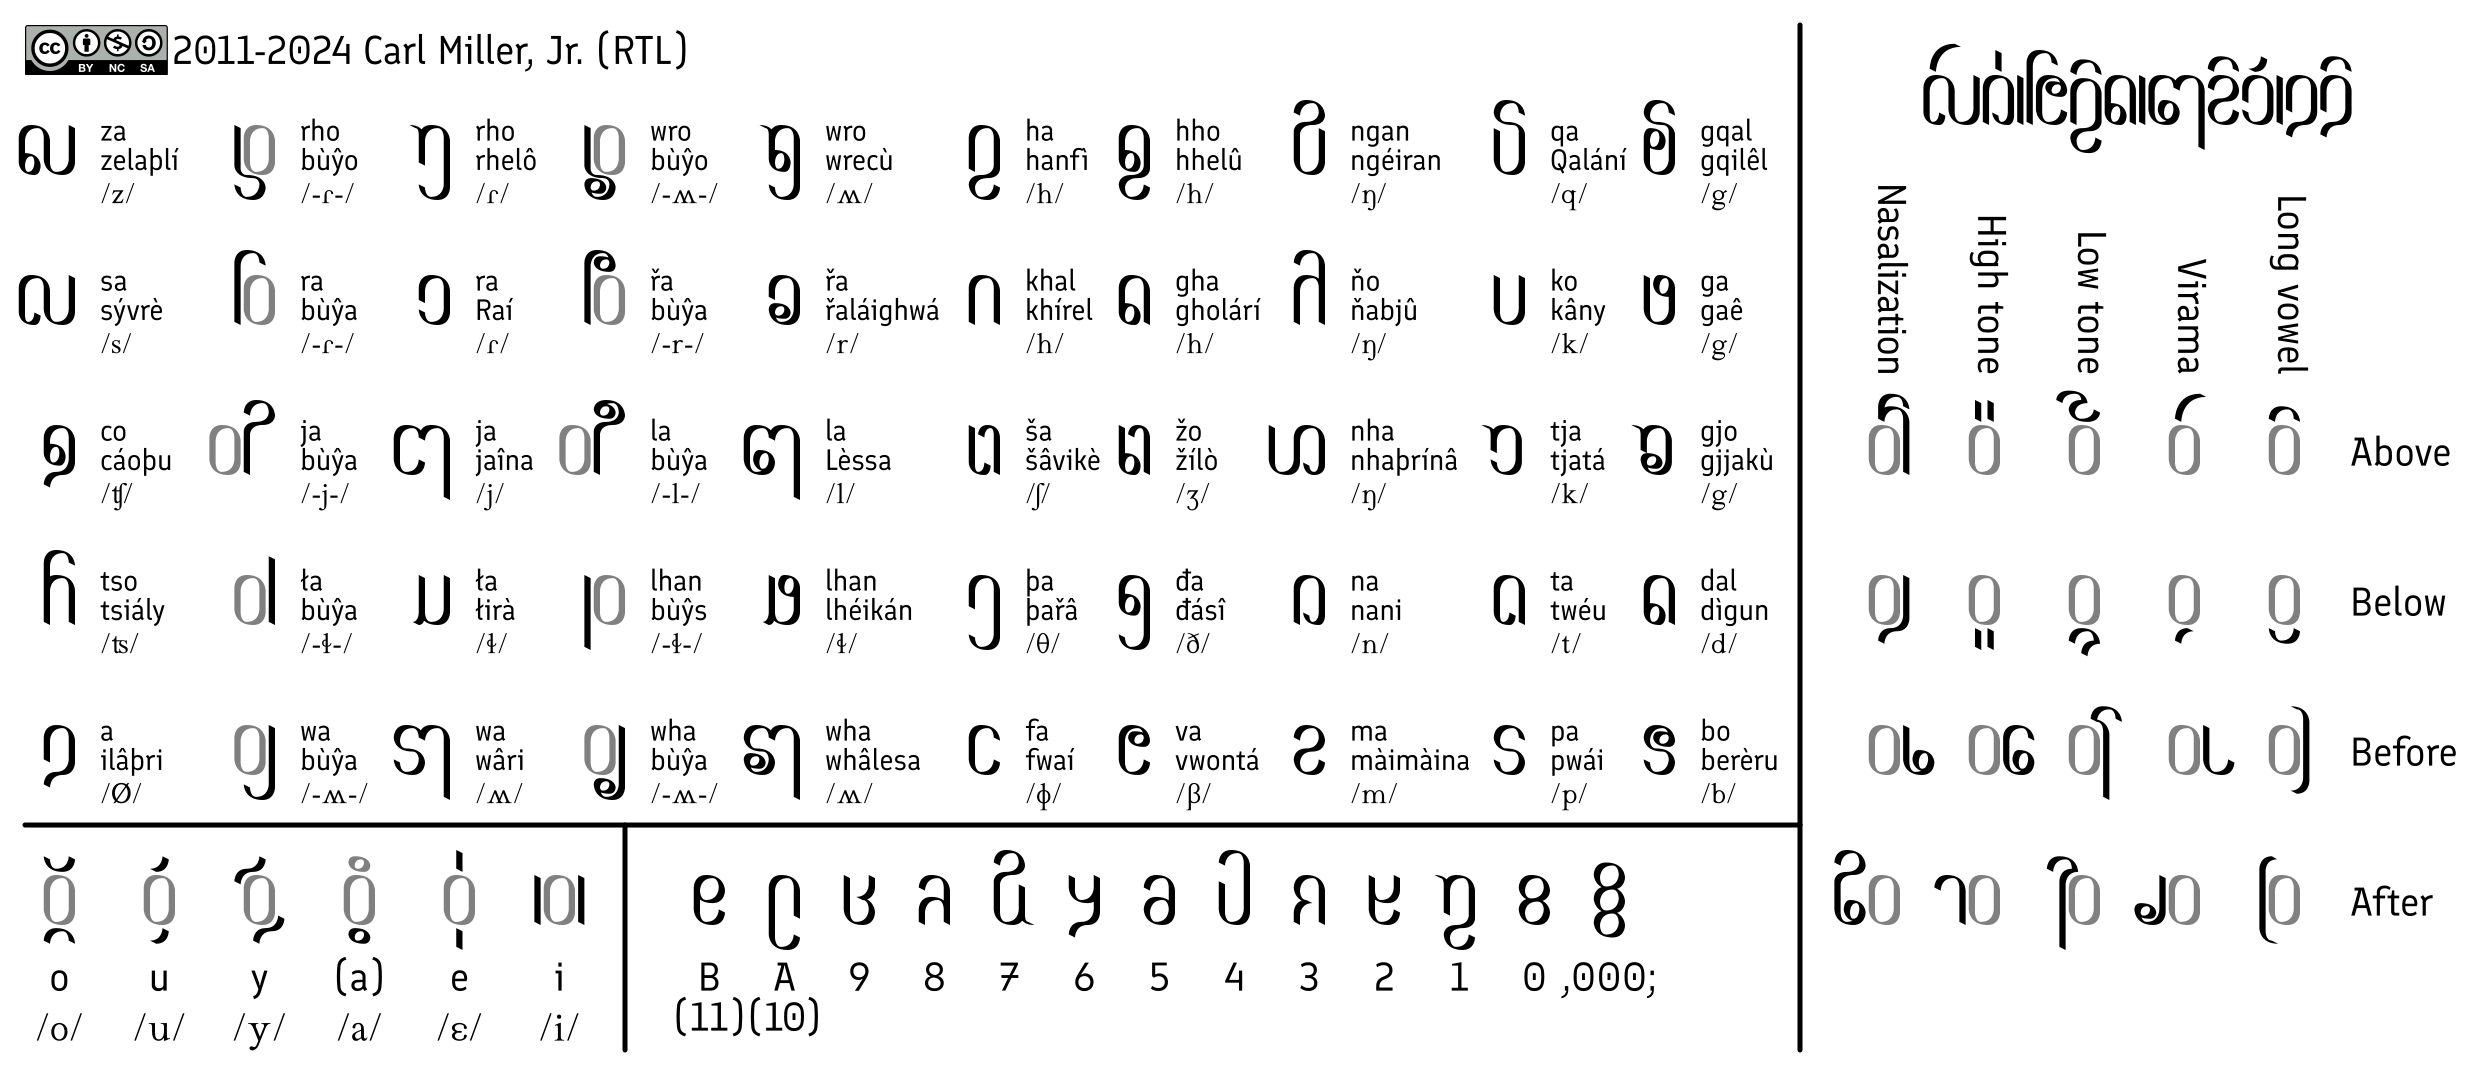 cc BY NC SA 2011-2024 Carl Miller, Jr. (RTL)
za rho rho wro wro ha hho ngan qa gqal
zelaþlí bùŷo rhelô bùŷo wrecù hanfì hhelû ngéiran Qalání gqilêl
/z/ /-ɾ-/ /ɾ/ /-ʍ-/ /ʍ/ /h/ /h/ /ŋ/ /q/ /g/
sa ra ra řa řa khal gha ňo ko ga
sývrè bùŷa Raí bùŷa řaláighwá khírel gholárí ňabjû kâny gaê
/s/ /-ɾ-/ /ɾ/ /-r-/ /r/ /h/ /h/ /ŋ/ /k/ /g/
co ja ja la la ša žo nha tja gjo
cáoþu bùŷa jaîna bùŷa Lèssa šâvikè žílò nhaþrínâ tjatá gjjakù
/ʧ/ /-j-/ /j/ /-l-/ /l/ /ʃ/ /ʒ/ /ŋ/ /k/ /g/
tso ła ła lhan lhan þa đa na ta dal
tsiály bùŷa łirà bùŷs lhéikán þařâ đásî nani twéu dìgun
/ʦ/ /-ɬ-/ /ɬ/ /-ɬ-/ /ɬ/ /θ/ /ð/ /n/ /t/ /d/
a wa wa wha wha fa va ma pa bo
ilâþri bùŷa wâri bùŷa whâlesa fwaí vwontá màimàina pwái berèru
/Ø/ /-ʍ-/ /ʍ/ /-ʍ-/ /ʍ/ /ɸ/ /β/ /m/ /p/ /b/
o u y (a) e i
/o/ /u/ /y/ /a/ /ɛ/ /i/
B A 9 8 7 6 5 4 3 2 1 0 ,000;
(11)(10)
Nasalization High tone Low tone Virama Long vowel
Above
Below
Before
After